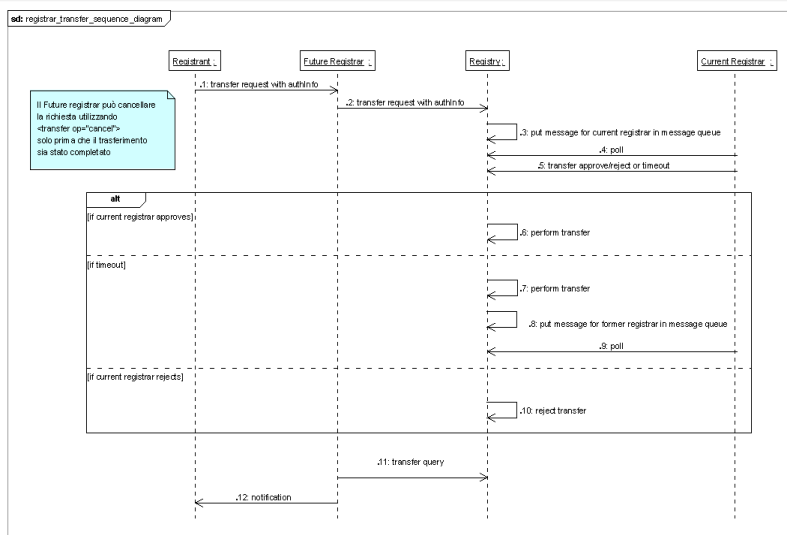 sd: registrar_transfer_sequence_diagram
Registrant :
Future Registrar :
Registry :
Current Registrar :
.1: transfer request with authInfo
.2: transfer request with authInfo
Il Future registrar può cancellare
la richiesta utilizzando
<transfer op="cancel">
solo prima che il trasferimento
sia stato completato
.3: put message for current registrar in message queue
.4: poll
.5: transfer approve/reject or timeout
alt
[if current registrar approves]
.6: perform transfer
[if timeout]
.7: perform transfer
.8: put message for former registrar in message queue
.9: poll
[if current registrar rejects]
.10: reject transfer
.11: transfer query
.12: notification